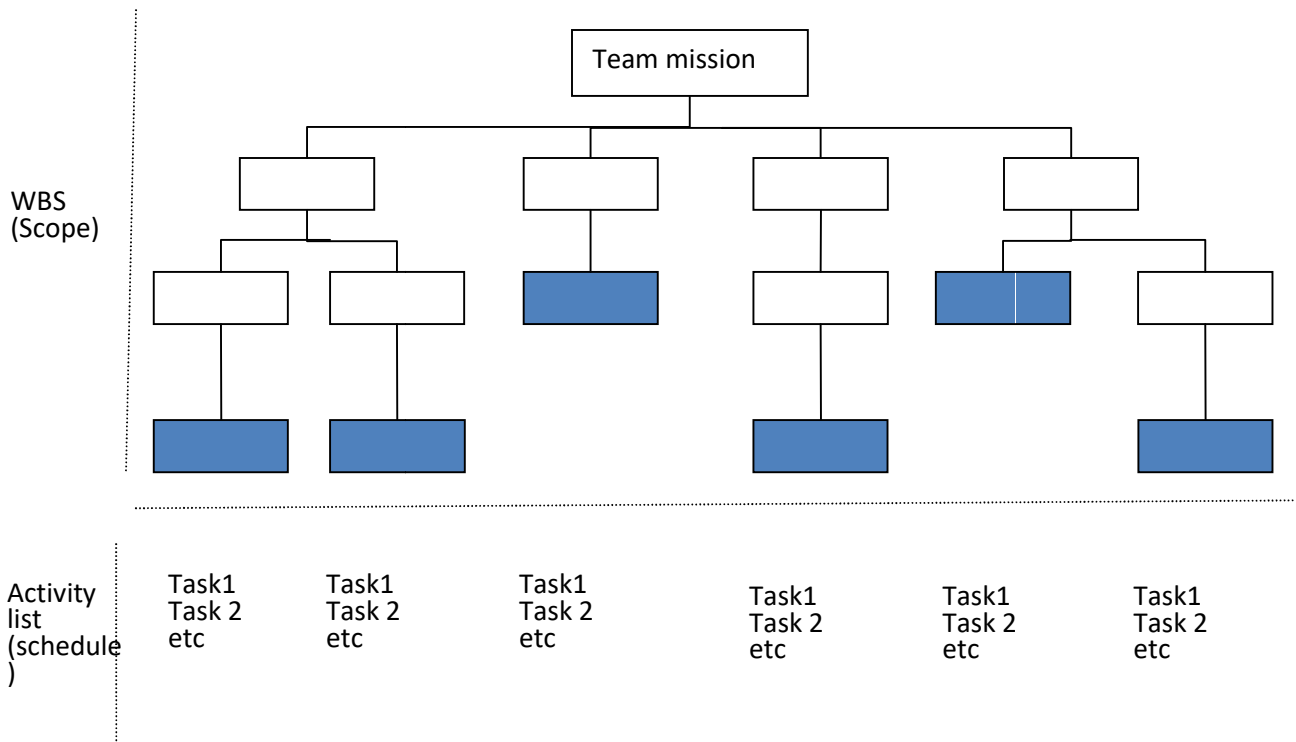 Team mission
WBS
(Scope)
Activity
list
(schedule
)
Task1
Task 2
etc
Task1
Task 2
etc
Task1
Task 2
etc
Task1
Task 2
etc
Task1
Task 2
etc
Task1
Task 2
etc